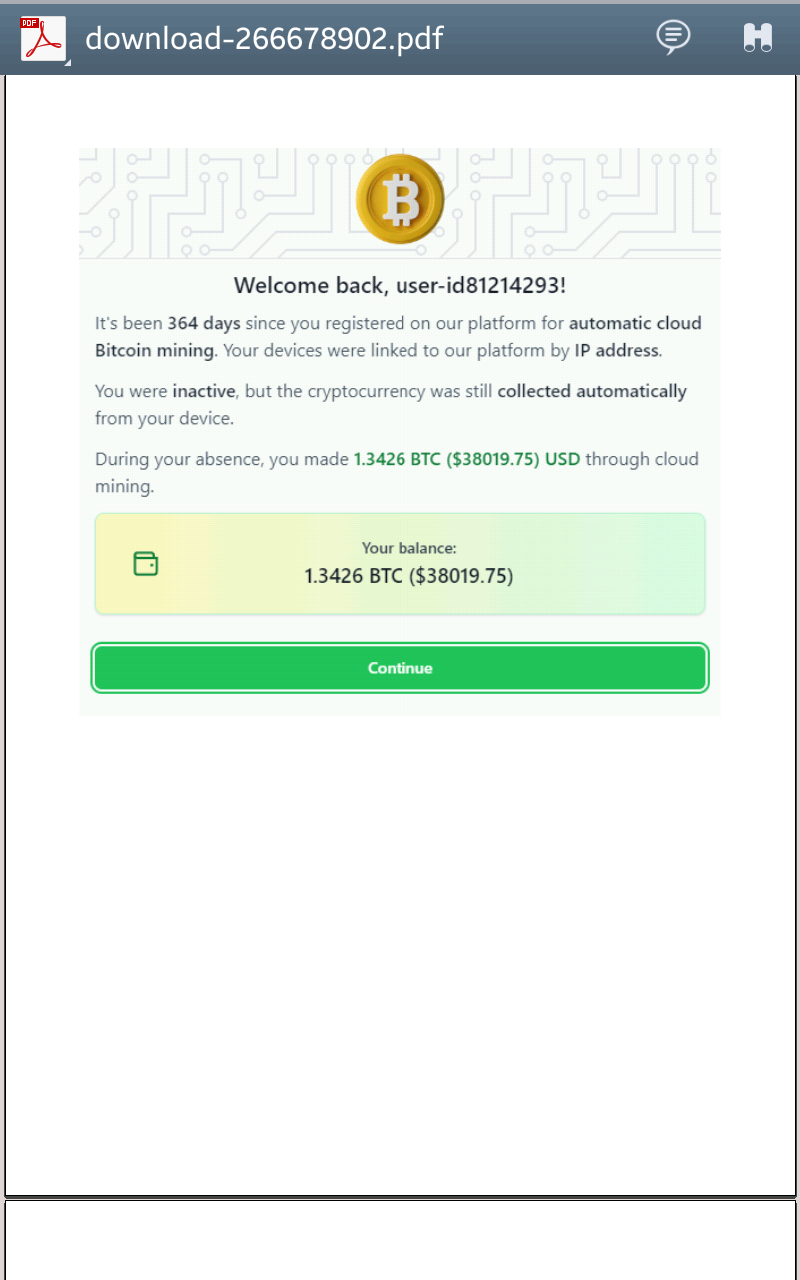 PDF
download-266678902.pdf
Welcome back, user-id81214293!
It's been 364 days since you registered on our platform for automatic cloud
Bitcoin mining. Your devices were linked to our platform by IP address.
You were inactive, but the cryptocurrency was still collected automatically
from your device.
During your absence, you made 1.3426 BTC ($38019.75) USD through cloud
mining.
Your balance:
1.3426 BTC ($38019.75)
Continue